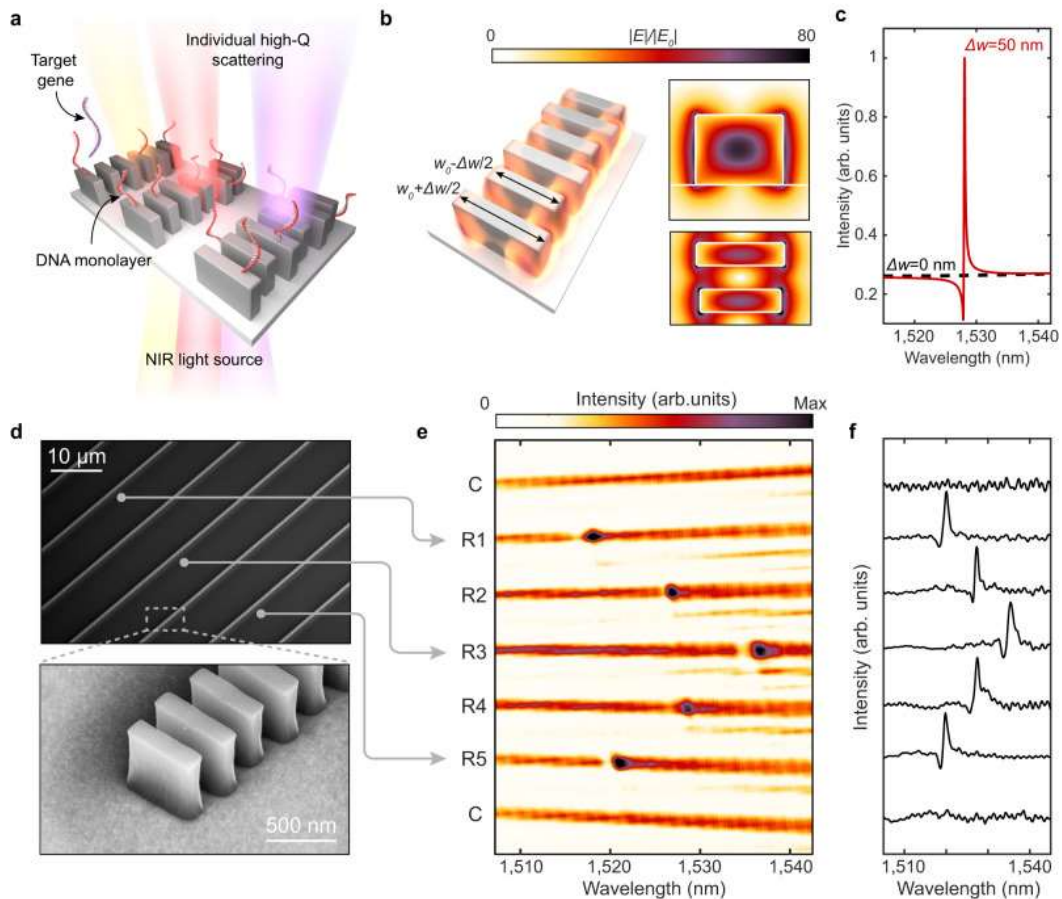 a
Individual high-Q
scattering
Target
gene
DNA monolayer
NIR light source
b
|E|/|E₀|
0
80
w₀-Δw/2
w₀+Δw/2
c
Δw=50 nm
Δw=0 nm
1
0.8
0.6
0.4
0.2
Intensity (arb. units)
1,520
1,530
1,540
Wavelength (nm)
d
10 µm
500 nm
e
Intensity (arb.units)
0
Max
C
R1
R2
R3
R4
R5
C
1,510
1,520
1,530
1,540
Wavelength (nm)
f
Intensity (arb. units)
1,510
1,540
Wavelength (nm)